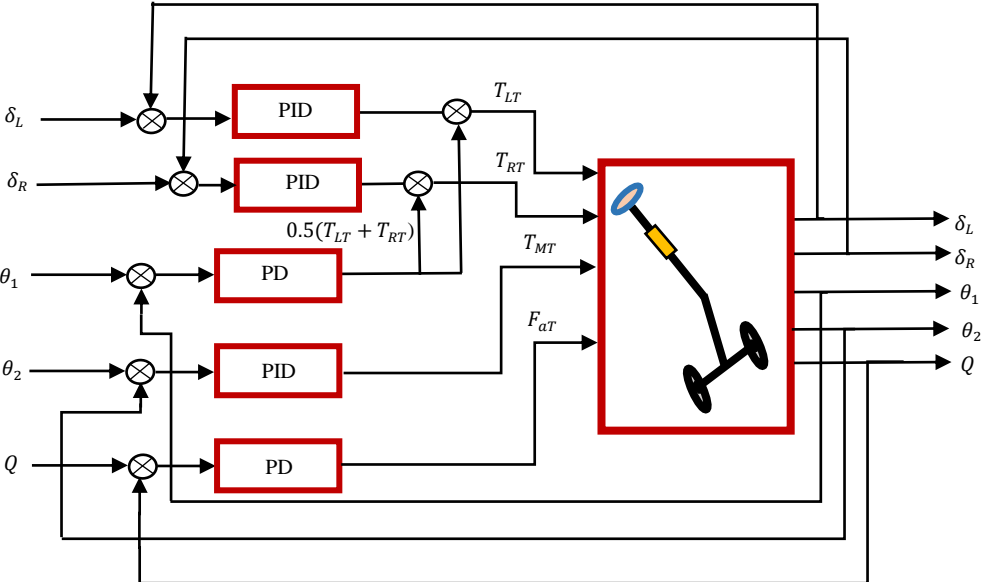 δ_L
PID
T_LT
δ_R
PID
T_RT
0.5(T_LT + T_RT)
θ_1
PD
T_MT
θ_2
PID
F_aT
Q
PD
δ_L
δ_R
θ_1
θ_2
Q